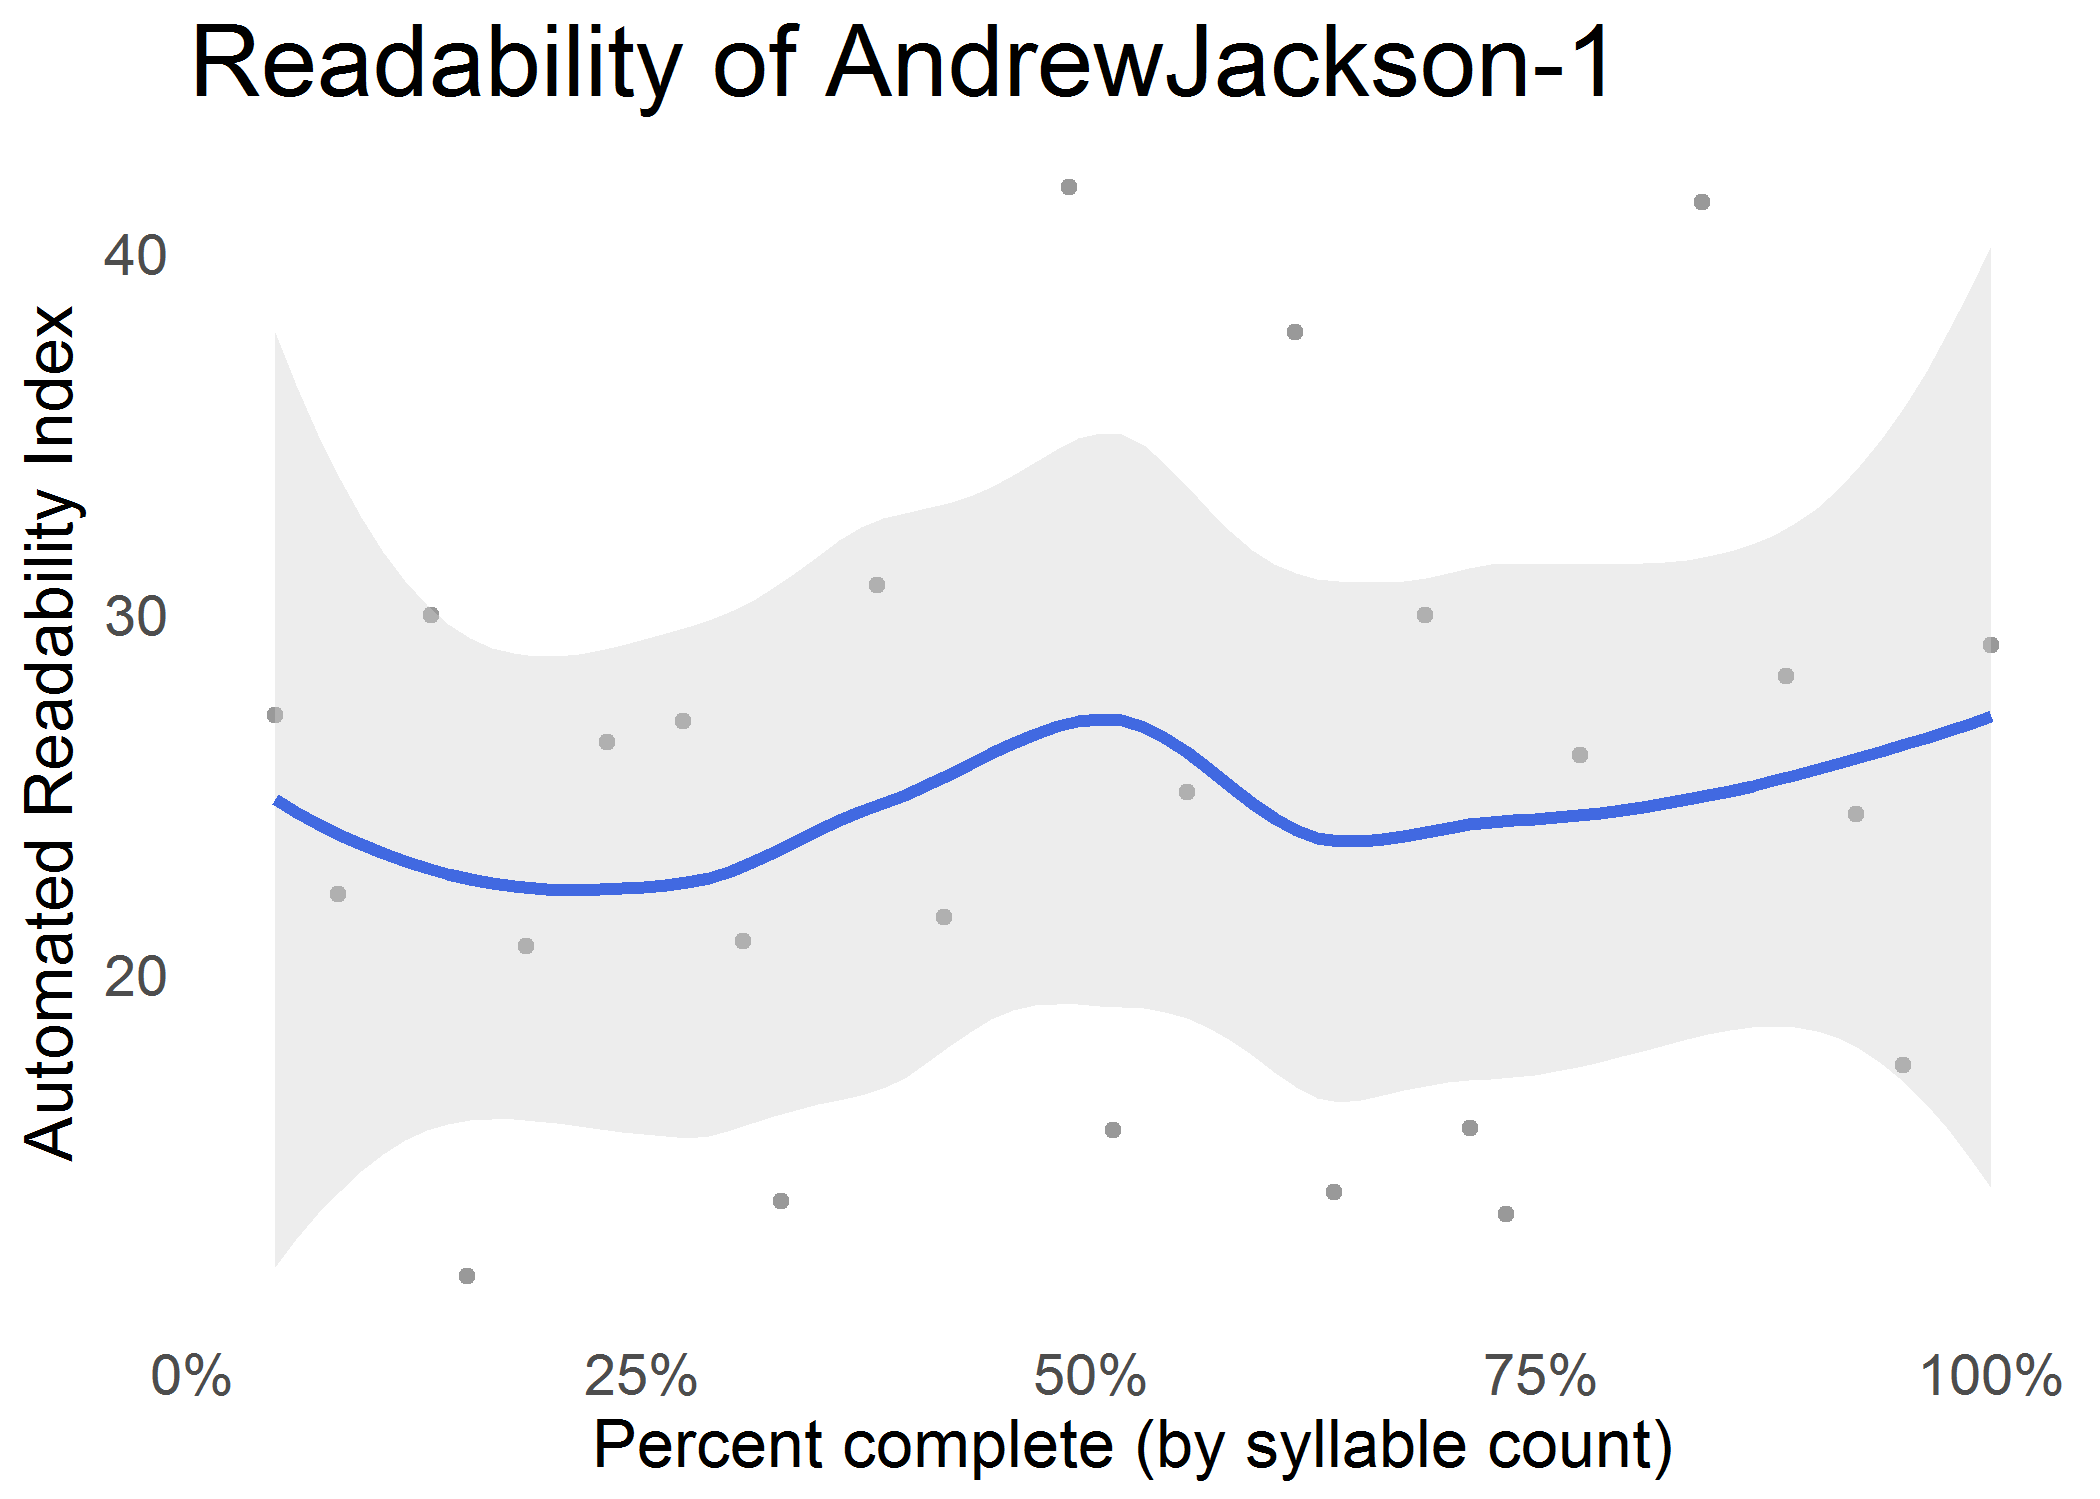 Readability of AndrewJackson-1
Automated Readability Index
40
30
20
0% 25% 50% 75% 100%
Percent complete (by syllable count)